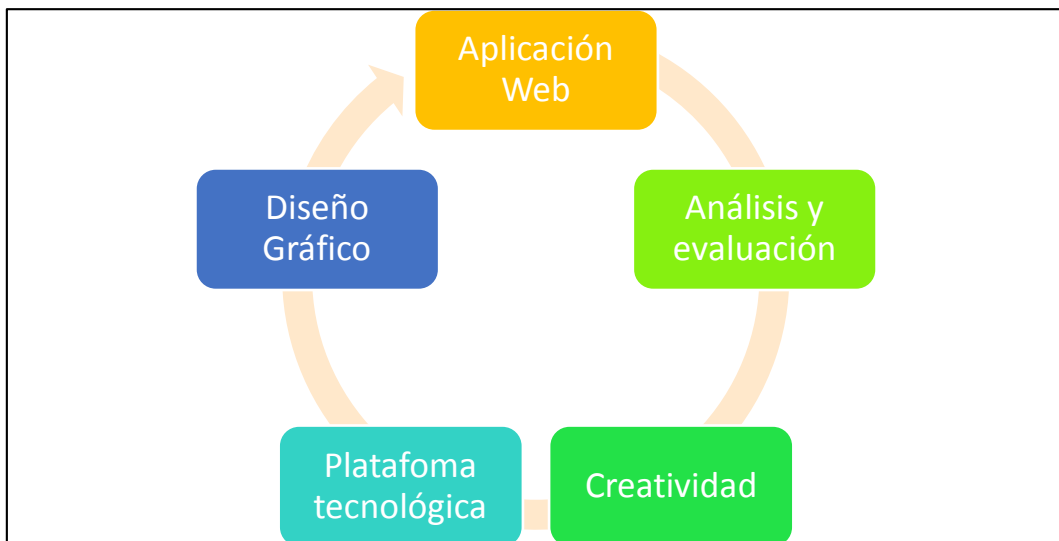 Aplicación
Web
Análisis y
evaluación
Creatividad
Platafoma
tecnológica
Diseño
Gráfico